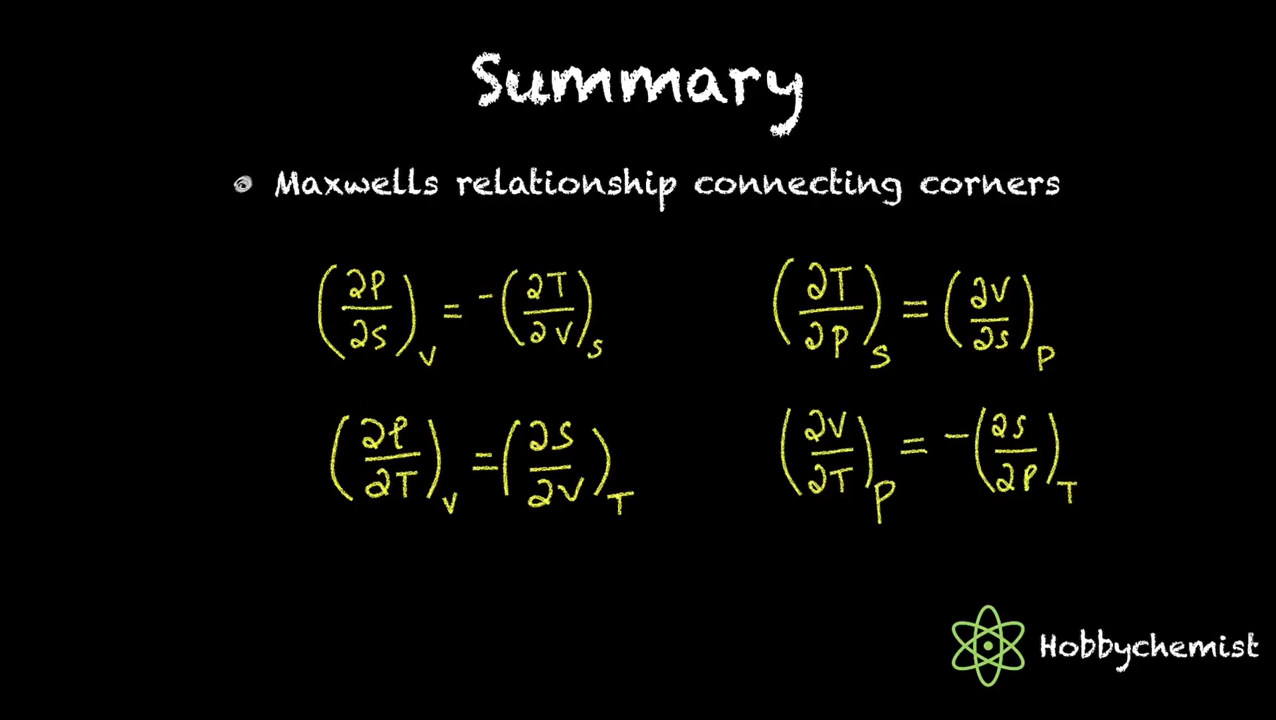 Summary
Maxwells relationship connecting corners
(∂P/∂S)_V = -(∂T/∂V)_S
(∂T/∂P)_S = (∂V/∂S)_P
(∂P/∂T)_V = (∂S/∂V)_T
(∂V/∂T)_P = -(∂S/∂P)_T
Hobbychemist